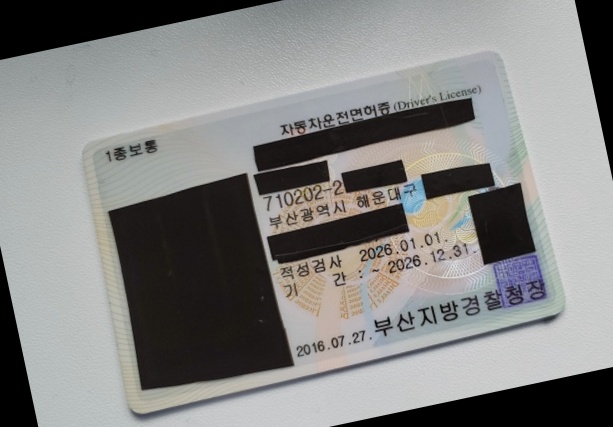 자동차운전면허증 (Driver's License)
1종보통
710202-2
부산광역시 해운대구
적성검사 2026.01.01.
기 간 : ~ 2026.12.31.
2016.07.27. 부산지방경찰청장